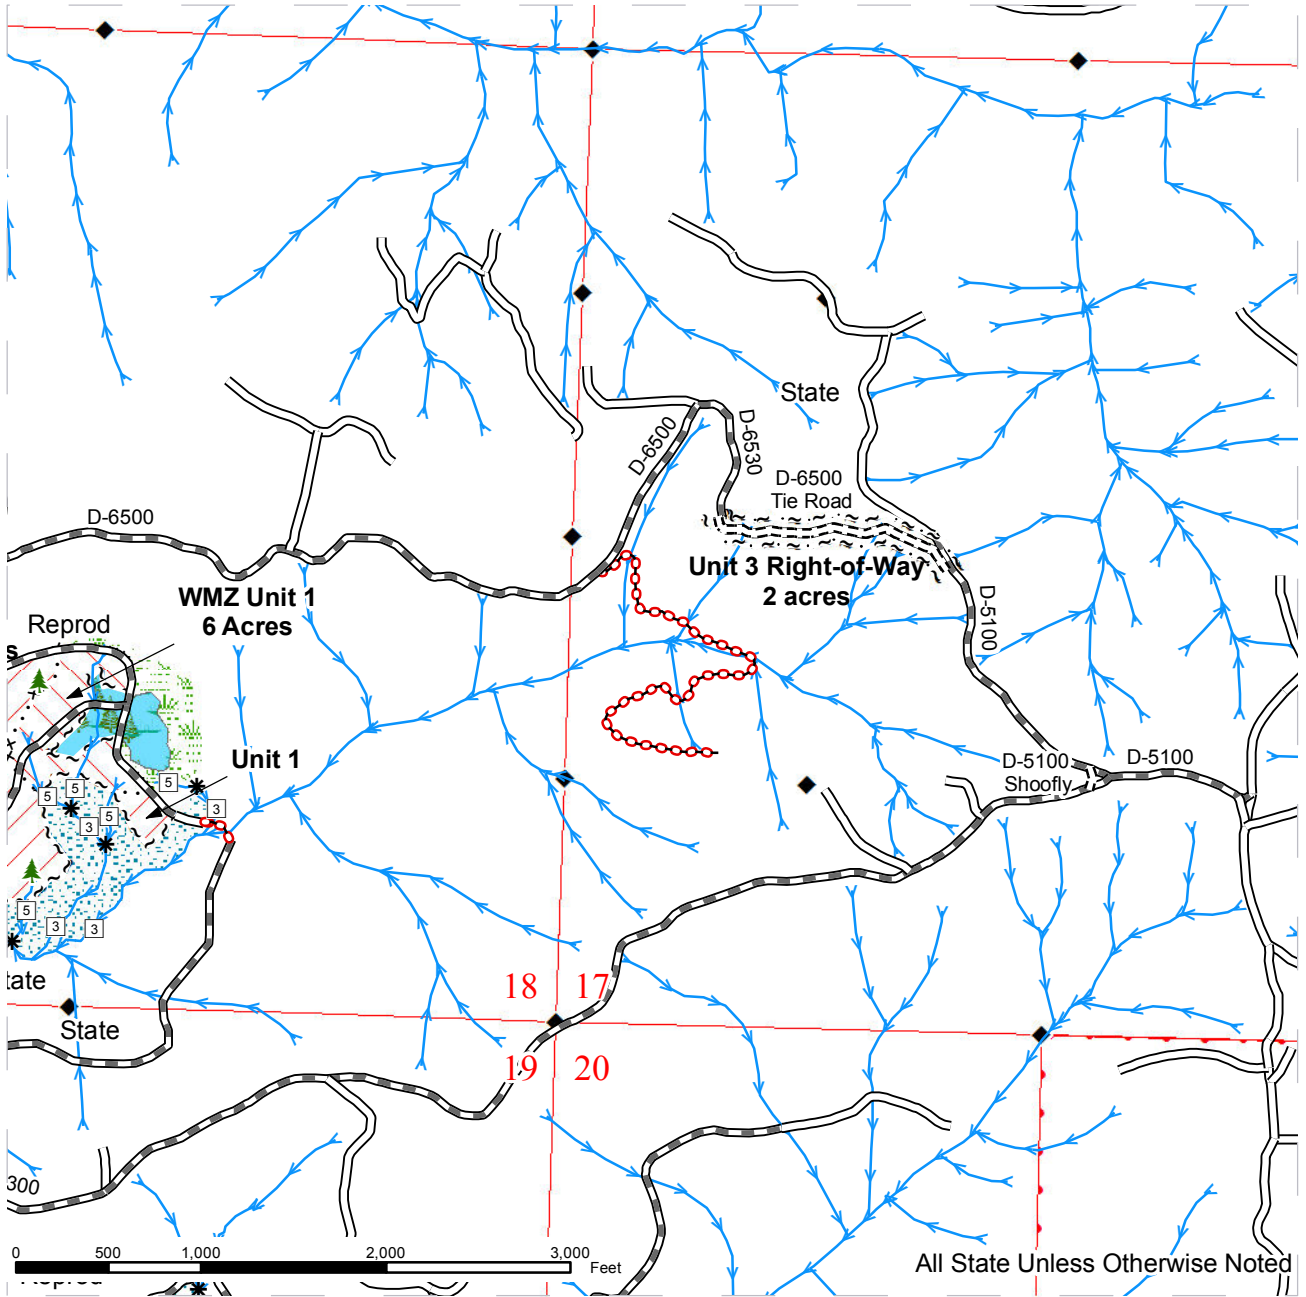 State
D-6500
D-6530
D-6500
Tie Road
D-6500
Unit 3 Right-of-Way
2 acres
WMZ Unit 1
6 Acres
Reprod
s
D-5100
Unit 1
D-5100
Shoofly
D-5100
5
5
5
5
3
3
5
3
3
18
17
tate
State
19
20
300
0
500
1,000
2,000
3,000
Feet
All State Unless Otherwise Noted
Reprod